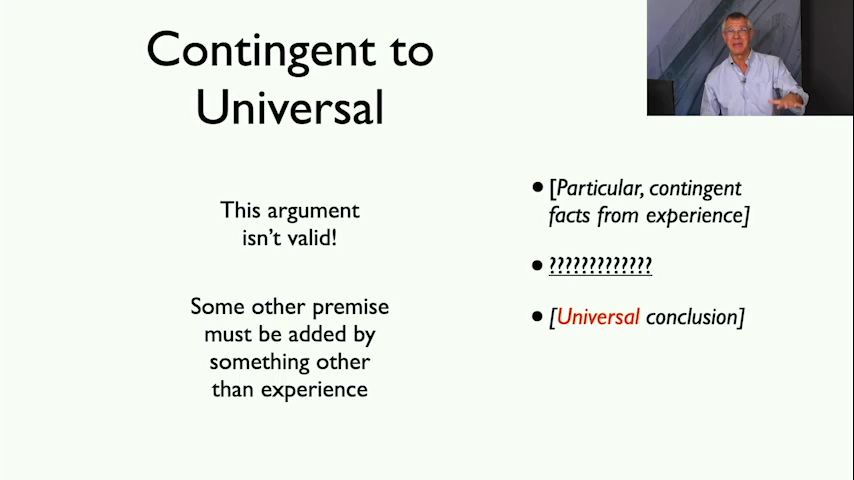 Contingent to
Universal
This argument
isn't valid!
Some other premise
must be added by
something other
than experience
• [Particular, contingent
facts from experience]
• ?????????????
• [Universal conclusion]